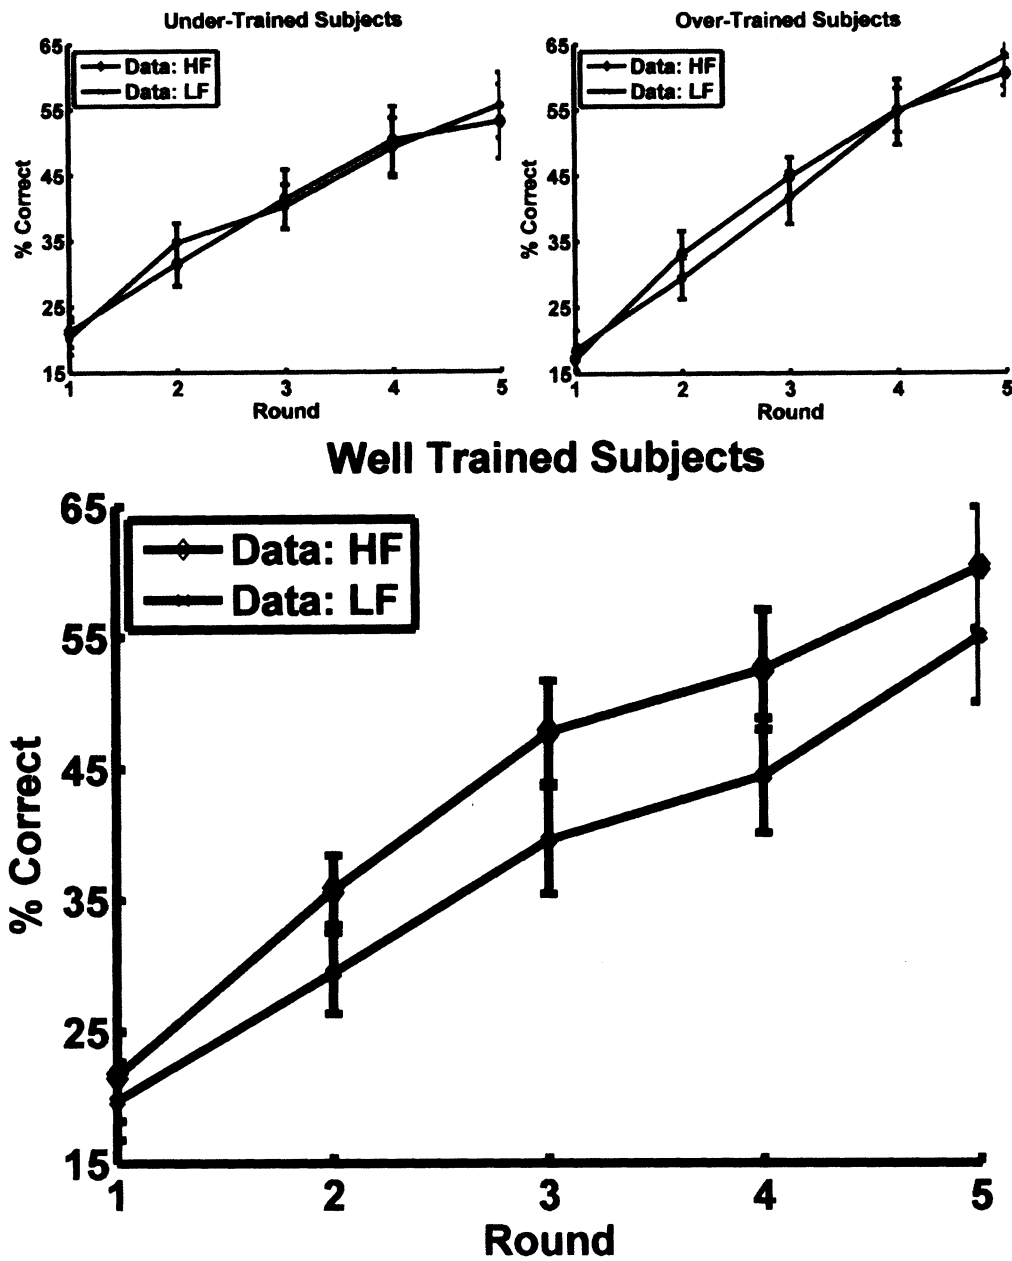 Under-Trained Subjects
65
55
45
35
25
15
% Correct
Data: HF
Data: LF
1 2 3 4 5
Round
Over-Trained Subjects
65
55
45
35
25
15
% Correct
Data: HF
Data: LF
1 2 3 4 5
Round
Well Trained Subjects
65
55
45
35
25
15
% Correct
Data: HF
Data: LF
1 2 3 4 5
Round